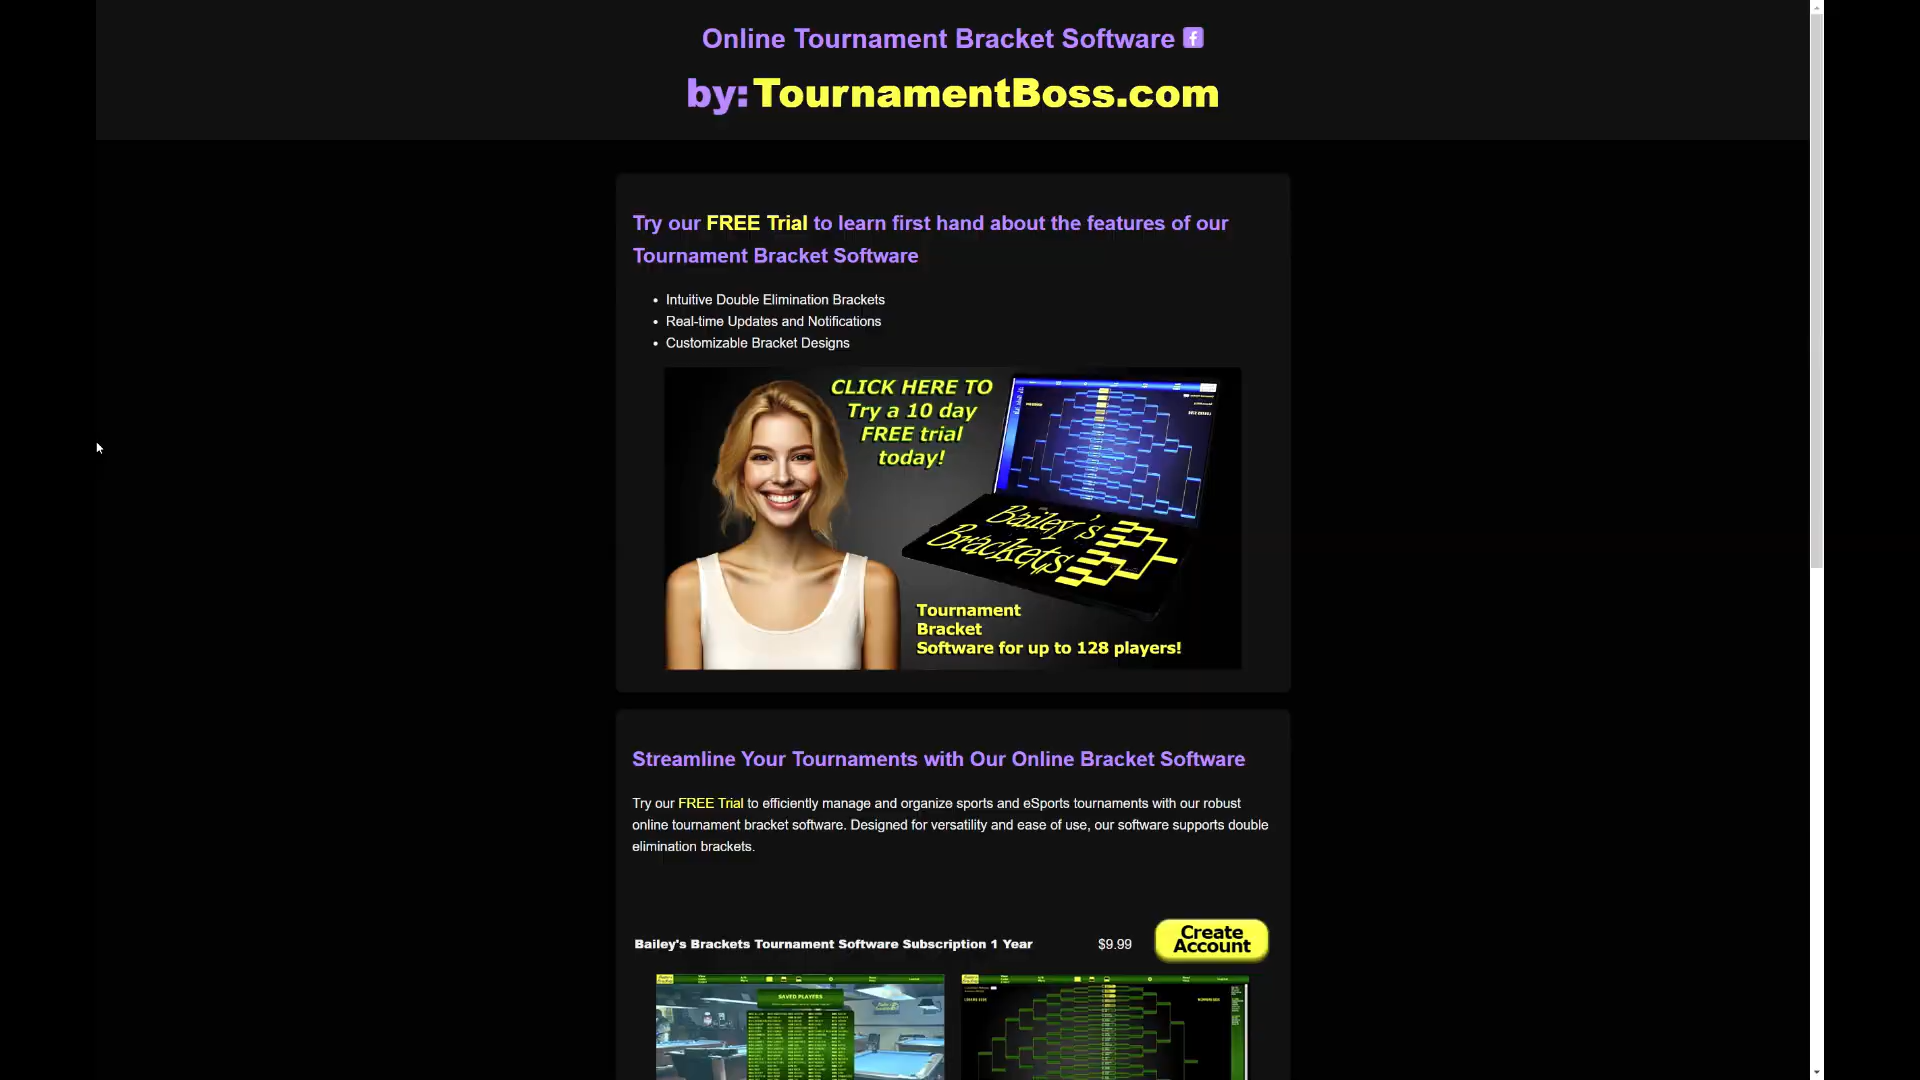 Online Tournament Bracket Software
by: TournamentBoss.com
Try our FREE Trial to learn first hand about the features of our
Tournament Bracket Software
• Intuitive Double Elimination Brackets
• Real-time Updates and Notifications
• Customizable Bracket Designs
CLICK HERE TO
Try a 10 day
FREE trial
today!
Bailey's
Brackets
Tournament
Bracket
Software for up to 128 players!
Streamline Your Tournaments with Our Online Bracket Software
Try our FREE Trial to efficiently manage and organize sports and eSports tournaments with our robust
online tournament bracket software. Designed for versatility and ease of use, our software supports double
elimination brackets.
Bailey's Brackets Tournament Software Subscription 1 Year
$9.99
Create
Account
SAVED PLAYERS